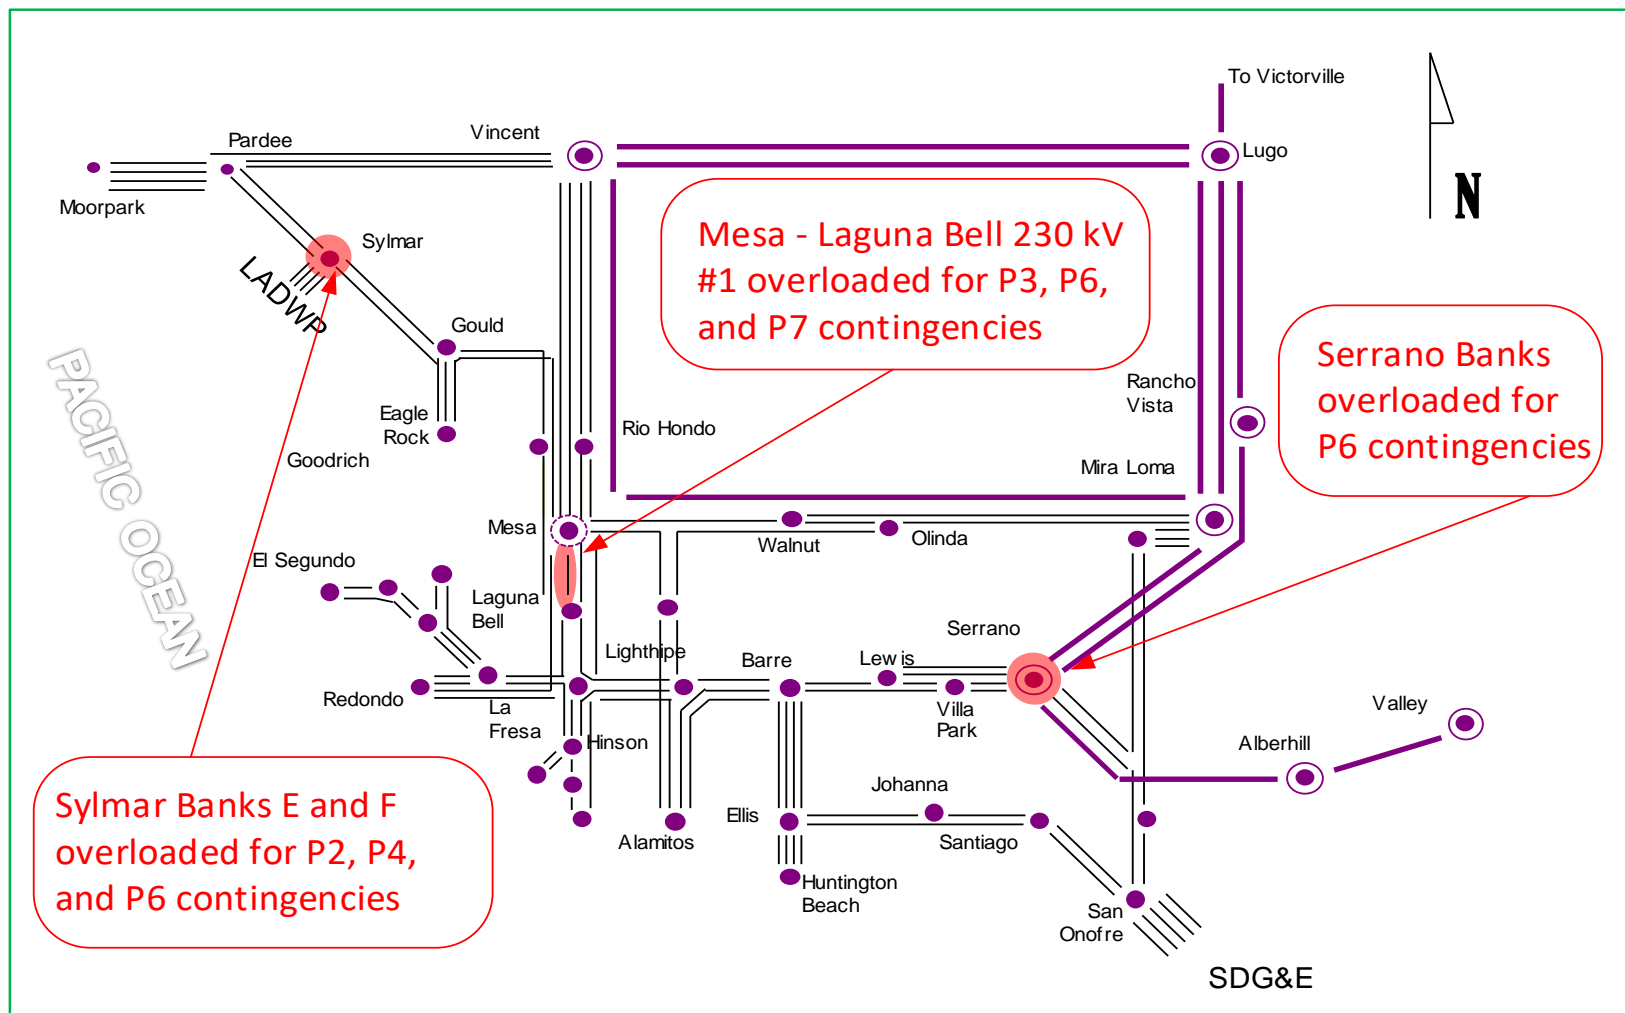 To Victorville
Pardee
Vincent
Lugo
Moorpark
N
Mesa - Laguna Bell 230 kV
#1 overloaded for P3, P6,
and P7 contingencies
Sylmar
LADWP
Gould
Serrano Banks
overloaded for
P6 contingencies
PACIFIC OCEAN
Rancho
Vista
Eagle
Rock
Rio Hondo
Goodrich
Mira Loma
Mesa
Walnut
Olinda
El Segundo
Laguna
Bell
Serrano
Lighthipe
Barre
Lewis
Redondo
La
Fresa
Villa
Park
Valley
Hinson
Alberhill
Sylmar Banks E and F
overloaded for P2, P4,
and P6 contingencies
Johanna
Ellis
Alamitos
Santiago
Huntington
Beach
San
Onofre
SDG&E